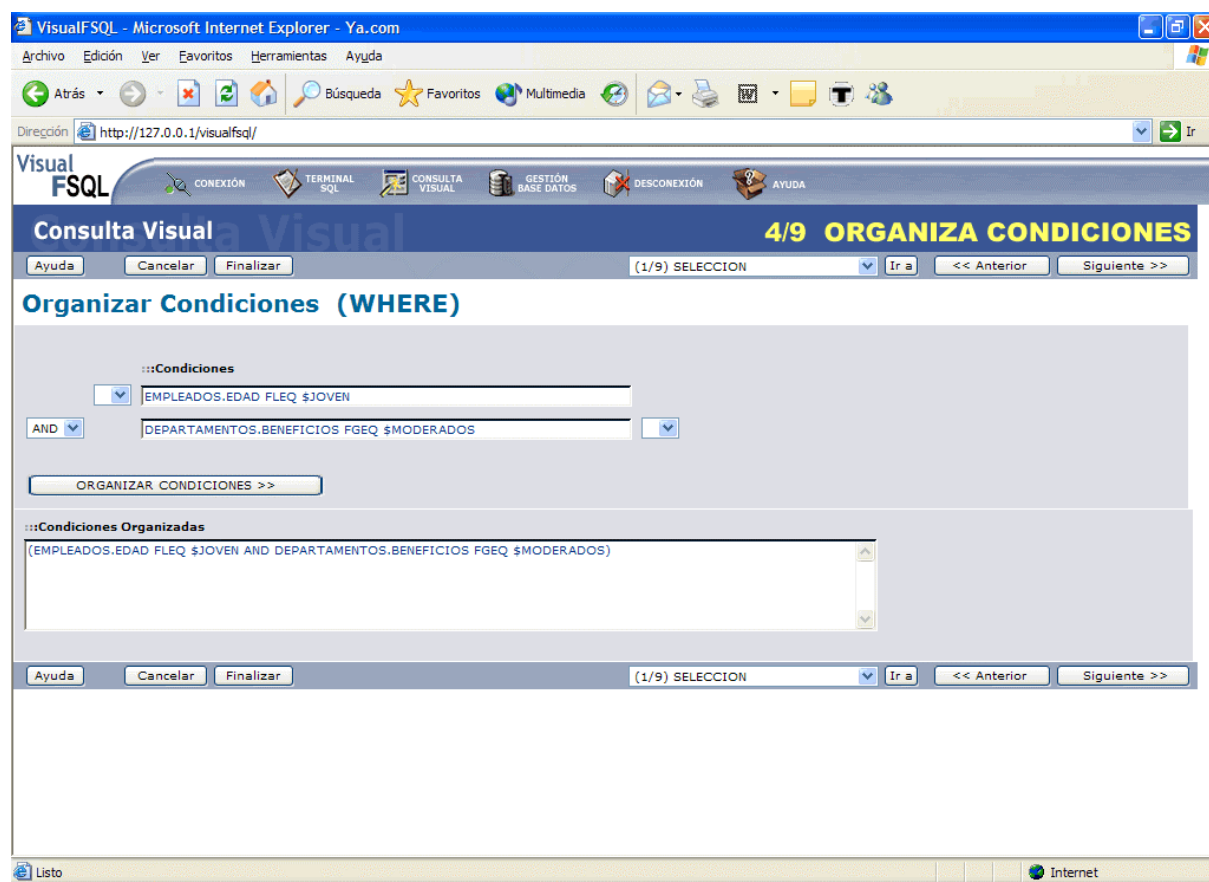 VisualFSQL - Microsoft Internet Explorer - Ya.com
Archivo Edición Ver Favoritos Herramientas Ayuda
Atrás Búsqueda Favoritos Multimedia
Dirección http://127.0.0.1/visualfsql/ Ir
Visual
FSQL
CONEXIÓN
TERMINAL
SQL
CONSULTA
VISUAL
GESTIÓN
BASE DATOS
DESCONEXIÓN
AYUDA
Consulta Visual
Consulta Visual 4/9 ORGANIZA CONDICIONES
Ayuda Cancelar Finalizar (1/9) SELECCION Ir a << Anterior Siguiente >>
Organizar Condiciones (WHERE)
:::Condiciones
EMPLEADOS.EDAD FLEQ $JOVEN
AND DEPARTAMENTOS.BENEFICIOS FGEQ $MODERADOS
ORGANIZAR CONDICIONES >>
:::Condiciones Organizadas
(EMPLEADOS.EDAD FLEQ $JOVEN AND DEPARTAMENTOS.BENEFICIOS FGEQ $MODERADOS)
Ayuda Cancelar Finalizar (1/9) SELECCION Ir a << Anterior Siguiente >>
Listo Internet